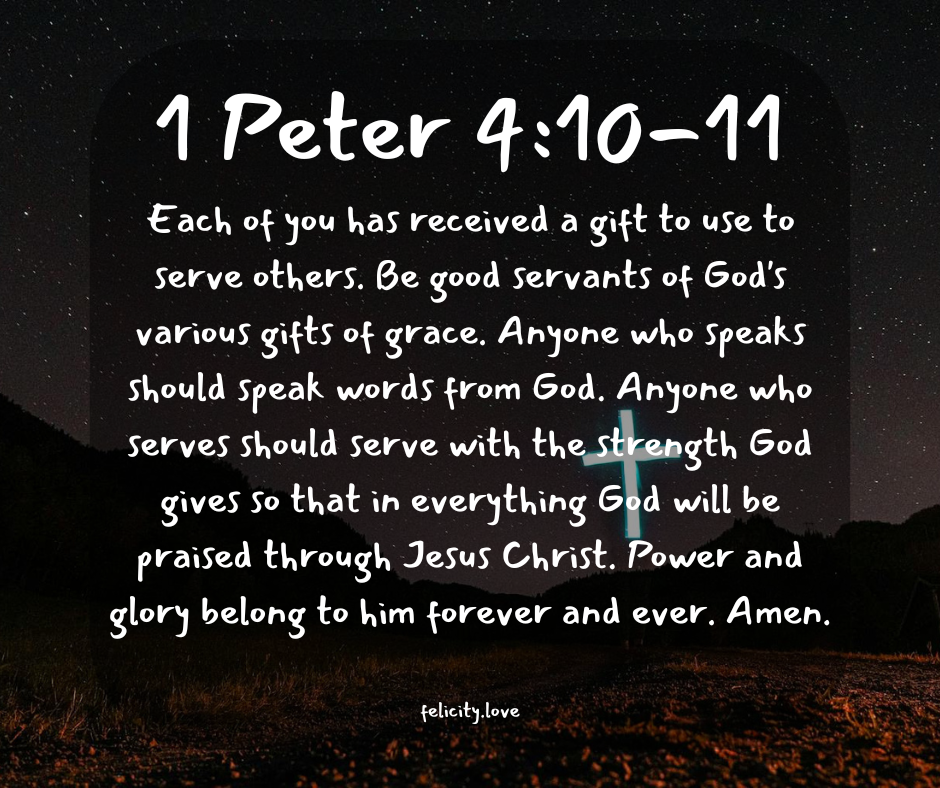 1 Peter 4:10-11
Each of you has received a gift to use to
serve others. Be good servants of God's
various gifts of grace. Anyone who speaks
should speak words from God. Anyone who
serves should serve with the strength God
gives so that in everything God will be
praised through Jesus Christ. Power and
glory belong to him forever and ever. Amen.
felicity.love